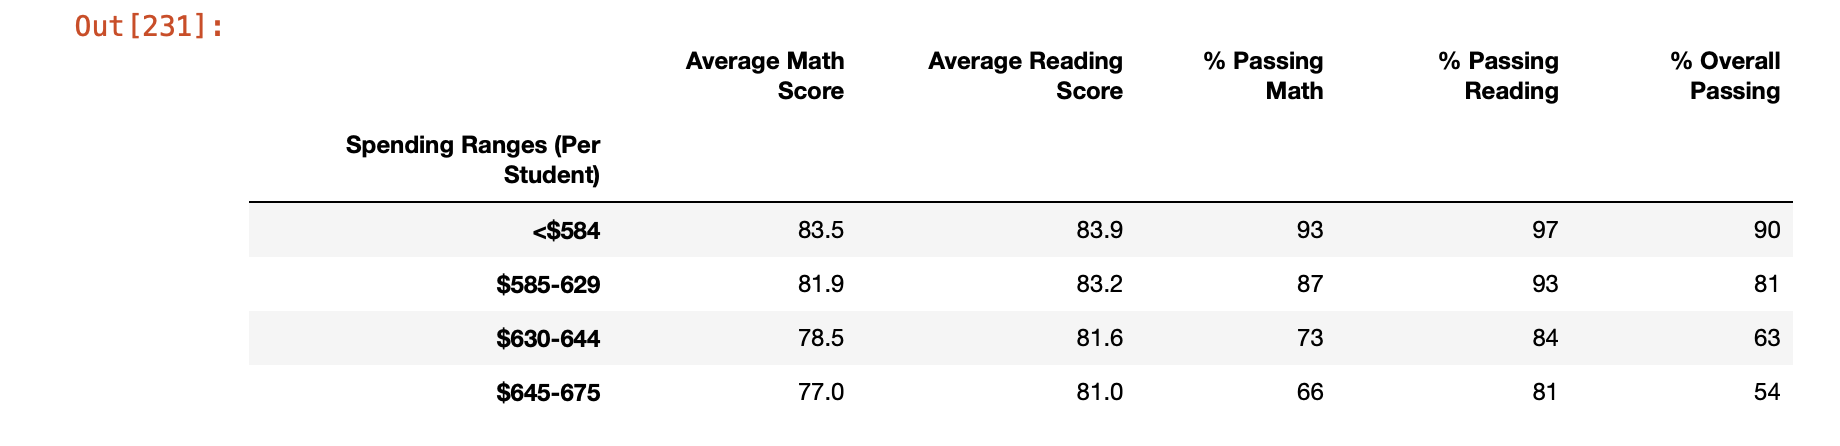 Out[231]:
Average Math Average Reading % Passing % Passing % Overall
Score Score Math Reading Passing
Spending Ranges (Per
Student)
<$584 83.5 83.9 93 97 90
$585-629 81.9 83.2 87 93 81
$630-644 78.5 81.6 73 84 63
$645-675 77.0 81.0 66 81 54